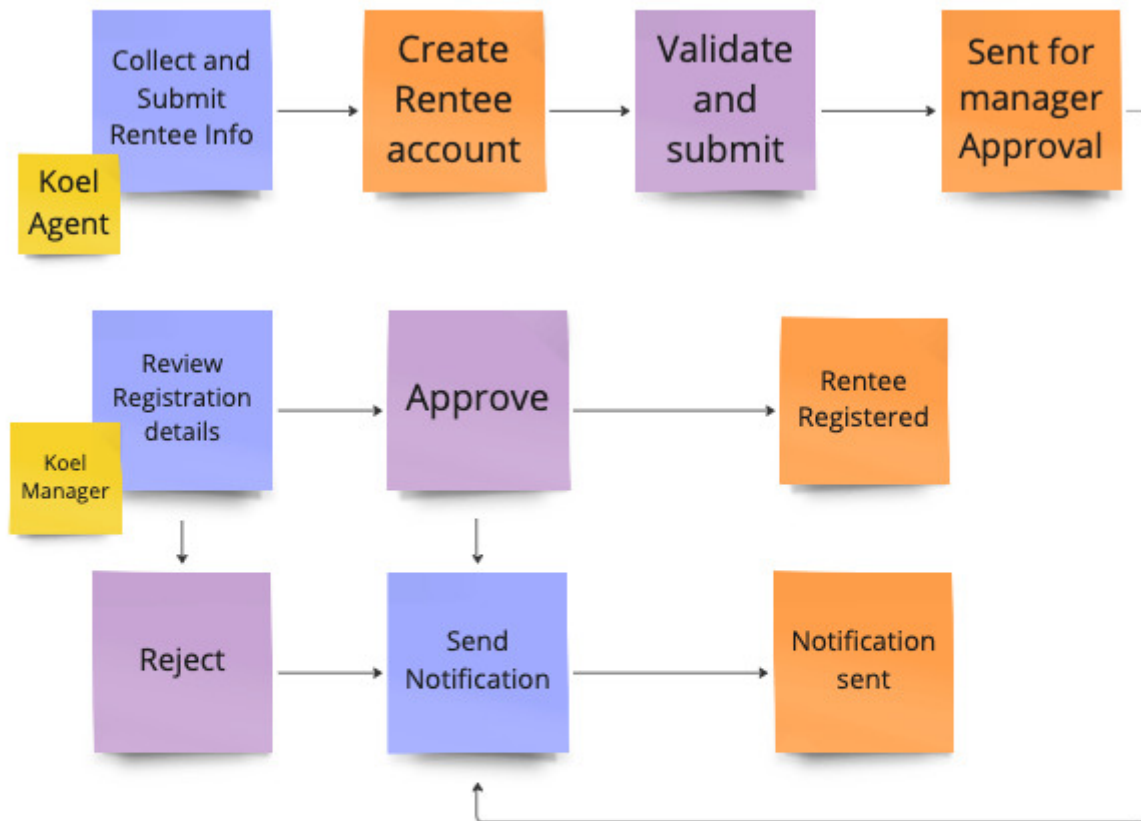 Collect and
Submit
Rentee Info
Koel
Agent
Create
Rentee
account
Validate
and
submit
Sent for
manager
Approval
Review
Registration
details
Koel
Manager
Approve
Rentee
Registered
Reject
Send
Notification
Notification
sent